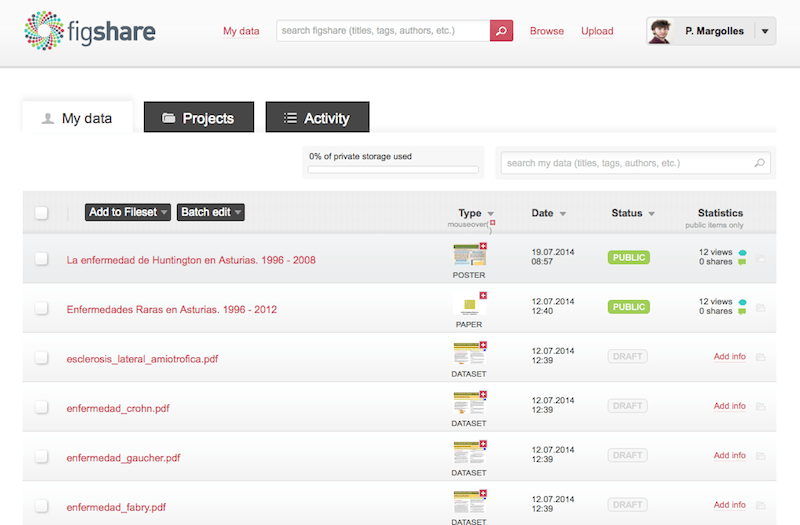 figshare
My data
search figshare (titles, tags, authors, etc.)
Browse
Upload
P. Margolles
My data
Projects
Activity
0% of private storage used
search my data (titles, tags, authors, etc.)
Add to Fileset
Batch edit
Type
mouseover(
Date
Status
Statistics
public items only
La enfermedad de Huntington en Asturias. 1996 - 2008
POSTER
19.07.2014
08:57
PUBLIC
12 views
0 shares
Enfermedades Raras en Asturias. 1996 - 2012
PAPER
12.07.2014
12:40
PUBLIC
12 views
0 shares
esclerosis_lateral_amiotrofica.pdf
DATASET
12.07.2014
12:39
DRAFT
Add info
enfermedad_crohn.pdf
DATASET
12.07.2014
12:39
DRAFT
Add info
enfermedad_gaucher.pdf
DATASET
12.07.2014
12:39
DRAFT
Add info
enfermedad_fabry.pdf
DATASET
12.07.2014
12:39
DRAFT
Add info